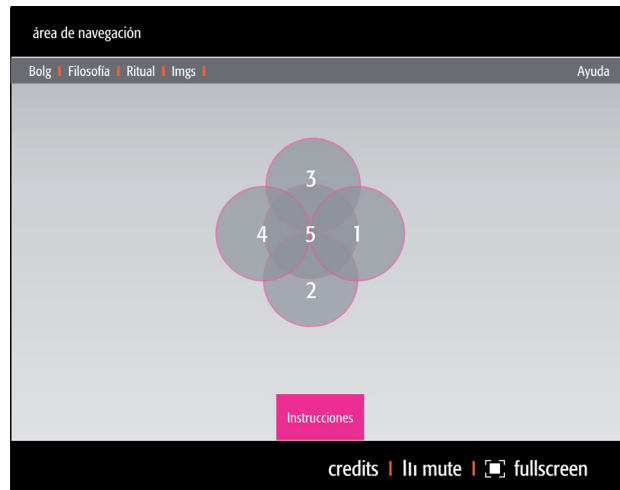 área de navegación
Bolg | Filosofía | Ritual | Imgs | Ayuda
3
4 5 1
2
Instrucciones
credits | mute | fullscreen